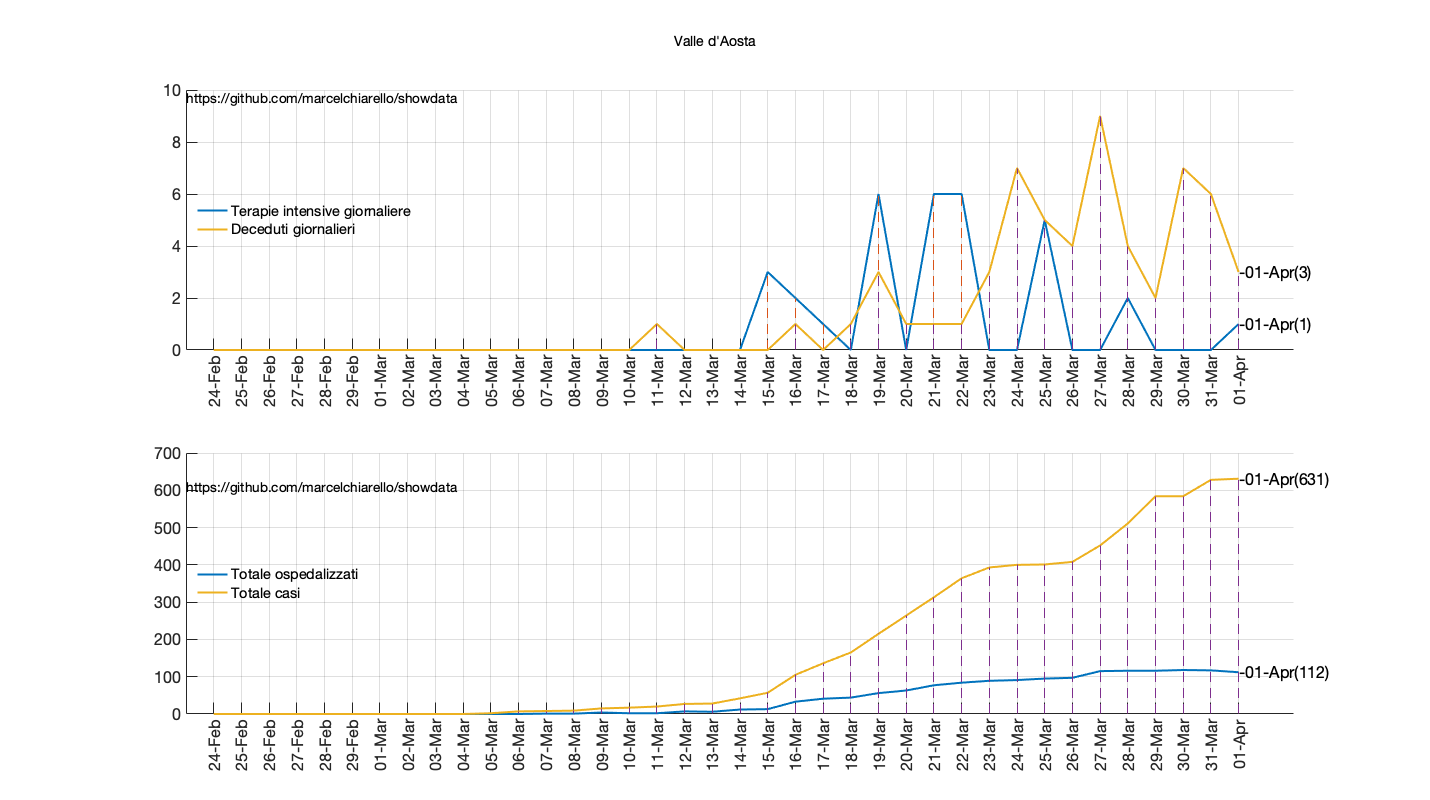 Valle d'Aosta
10
https://github.com/marcelchiarello/showdata
8
6
Terapie intensive giornaliere
Deceduti giornalieri
4
-01-Apr(3)
2
-01-Apr(1)
0
24-Feb
25-Feb
26-Feb
27-Feb
28-Feb
29-Feb
01-Mar
02-Mar
03-Mar
04-Mar
05-Mar
06-Mar
07-Mar
08-Mar
09-Mar
10-Mar
11-Mar
12-Mar
13-Mar
14-Mar
15-Mar
16-Mar
17-Mar
18-Mar
19-Mar
20-Mar
21-Mar
22-Mar
23-Mar
24-Mar
25-Mar
26-Mar
27-Mar
28-Mar
29-Mar
30-Mar
31-Mar
01-Apr
700
-01-Apr(631)
600
https://github.com/marcelchiarello/showdata
500
400
Totale ospedalizzati
Totale casi
300
200
100
-01-Apr(112)
0
24-Feb
25-Feb
26-Feb
27-Feb
28-Feb
29-Feb
01-Mar
02-Mar
03-Mar
04-Mar
05-Mar
06-Mar
07-Mar
08-Mar
09-Mar
10-Mar
11-Mar
12-Mar
13-Mar
14-Mar
15-Mar
16-Mar
17-Mar
18-Mar
19-Mar
20-Mar
21-Mar
22-Mar
23-Mar
24-Mar
25-Mar
26-Mar
27-Mar
28-Mar
29-Mar
30-Mar
31-Mar
01-Apr